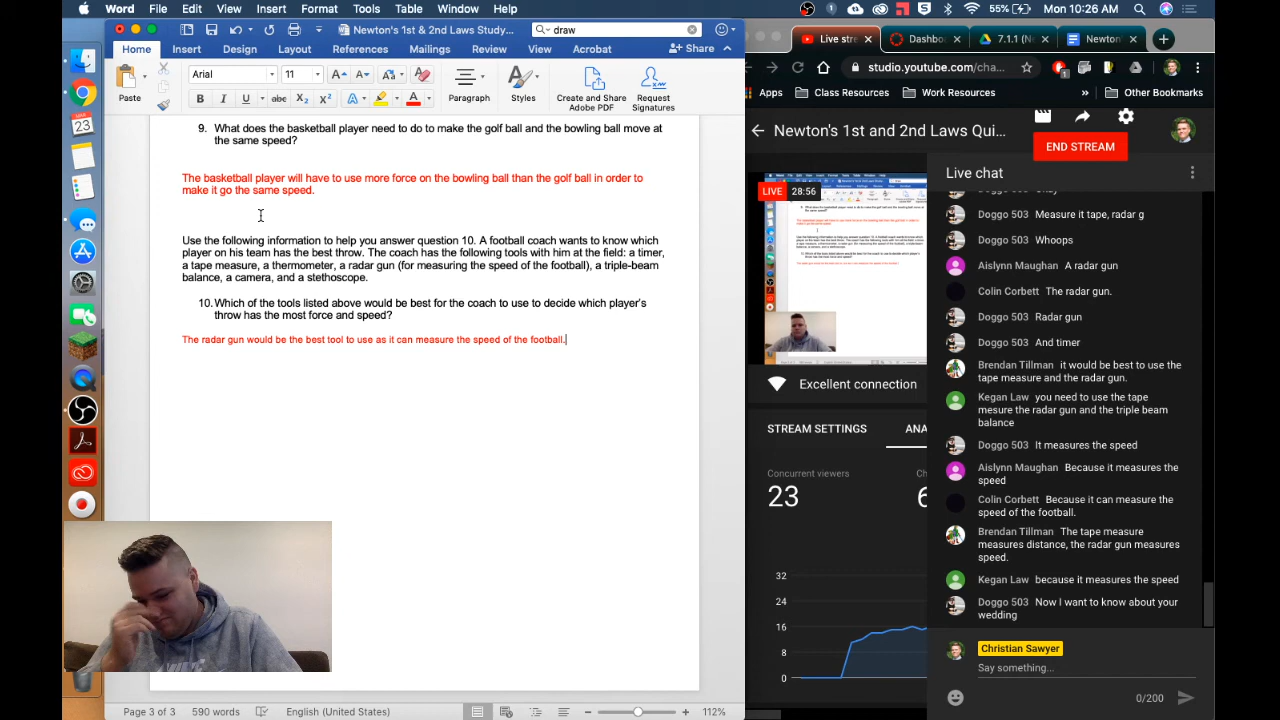 Word File Edit View Insert Format Tools Table Window Help
55% Mon 10:26 AM
Newton's 1st & 2nd Laws Study...
draw
Home Insert Design Layout References Mailings Review View Acrobat
Share
Arial 11
Paste
B I U abc X2 X2 A A
Paragraph Styles Create and Share Adobe PDF Request Signatures
9. What does the basketball player need to do to make the golf ball and the bowling ball move at
the same speed?
The basketball player will have to use more force on the bowling ball than the golf ball in order to
make it go the same speed.
Use the following information to help you answer question 10. A football coach wants to know which
player on his team has the best throw. The coach has the following tools with him at the field: a timer,
a tape measure, a thermometer, a radar gun (for measuring the speed of the football), a triple-beam
balance, a camera, and a stethoscope.
10. Which of the tools listed above would be best for the coach to use to decide which player's
throw has the most force and speed?
The radar gun would be the best tool to use as it can measure the speed of the football.
Page 3 of 3 590 words English (United States) 112%
Live stre Dashbo 7.1.1 (N Newton
studio.youtube.com/cha...
Apps Class Resources Work Resources » Other Bookmarks
Newton's 1st and 2nd Laws Qui...
END STREAM
LIVE 28:56
Excellent connection
STREAM SETTINGS ANA
Concurrent viewers
23
32
24
16
8
0
Live chat
Doggo 503 Measure t tape, radar g
Doggo 503 Whoops
Aislynn Maughan A radar gun
Colin Corbett The radar gun.
Doggo 503 Radar gun
Doggo 503 And timer
Brendan Tillman it would be best to use the
tape measure and the radar gun.
Kegan Law you need to use the tape
mesure the radar gun and the triple beam
balance
Doggo 503 It measures the speed
Aislynn Maughan Because it measures the
speed
Colin Corbett Because it can measure the
speed of the football.
Brendan Tillman The tape measure
measures distance, the radar gun measures
speed.
Kegan Law because it measures the speed
Doggo 503 Now I want to know about your
wedding
Christian Sawyer
Say something...
0/200